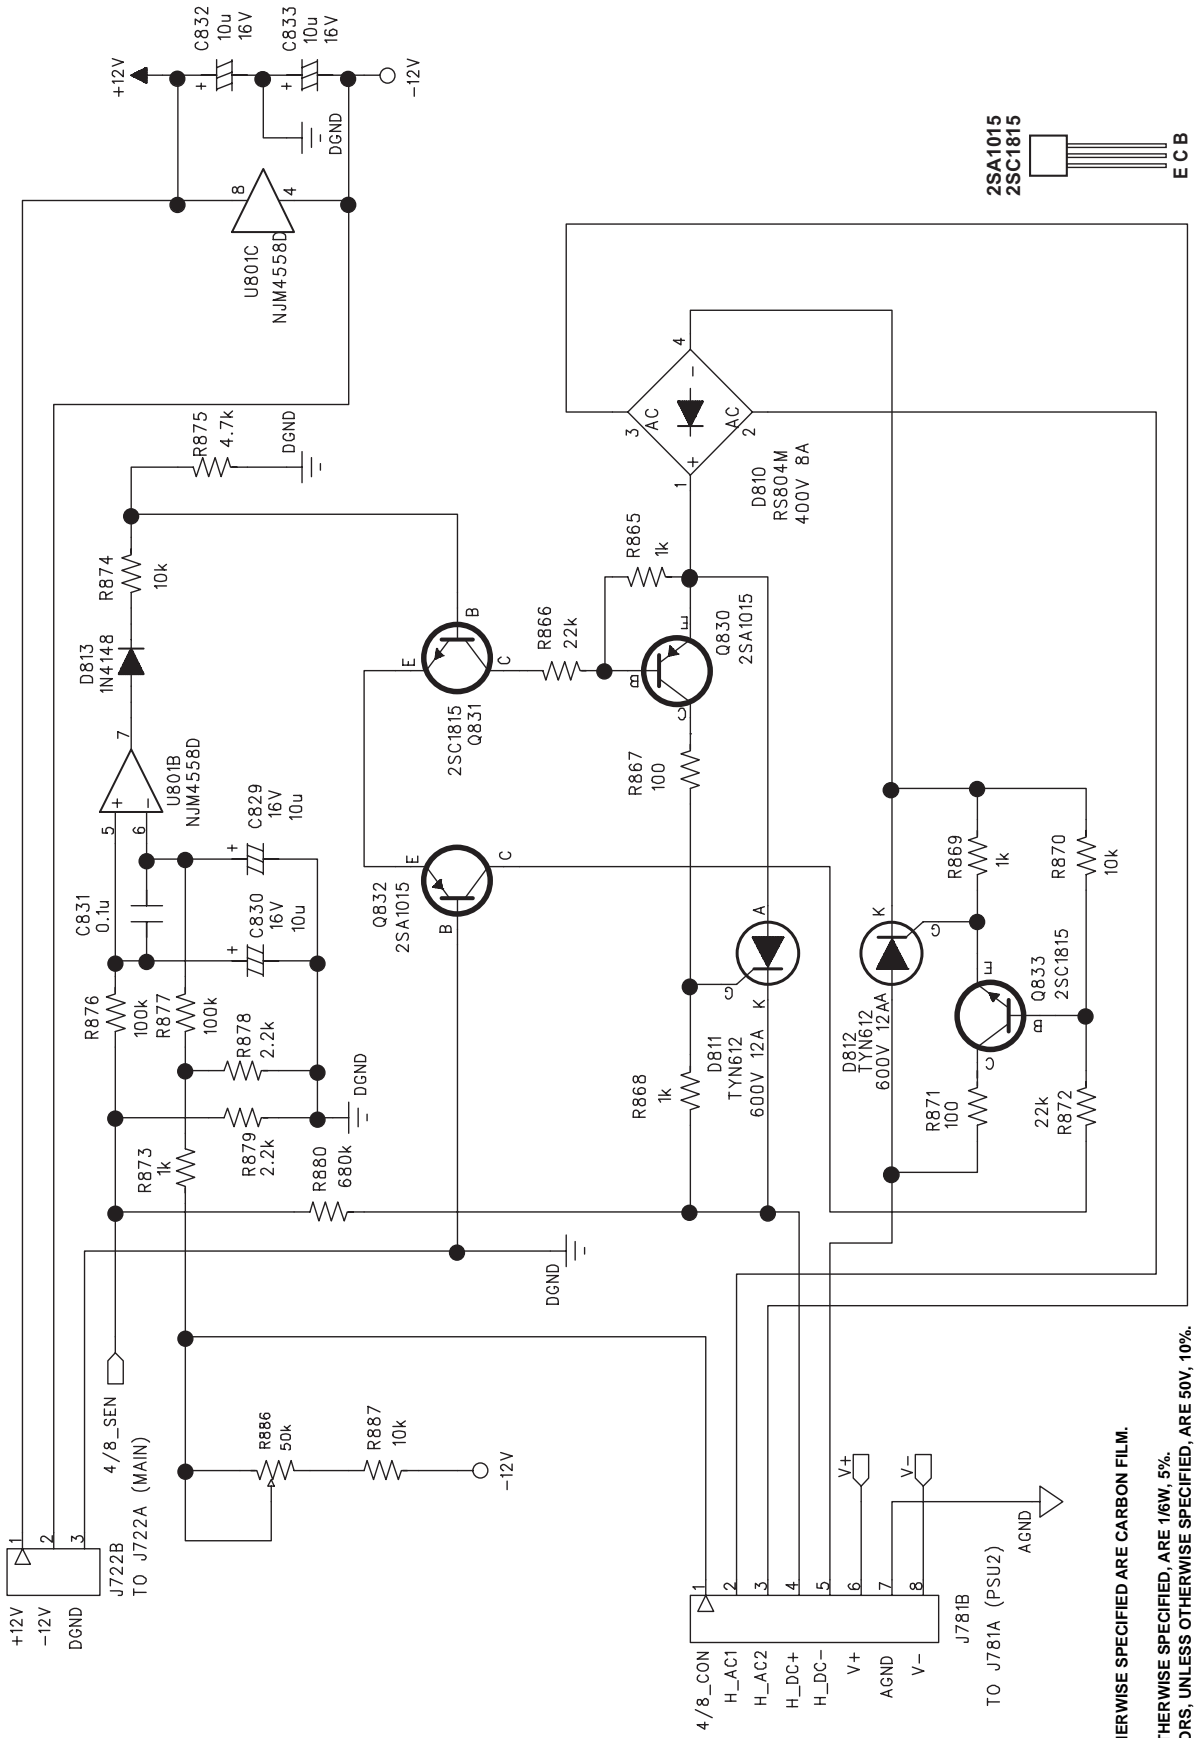 +12V
-12V
DGND
J722B
TO J722A (MAIN)
1
2
3
4/8_SEN
R886
50k
R887
10k
-12V
R873
1k
R876
100k
R877
100k
R878
2.2k
R879
2.2k
R880
680k
DGND
DGND
C831
0.1u
C830
16V
10u
C829
16V
10u
+
+
5
6
7
+
-
U801B
NJM4558D
D813
1N4148
R874
10k
R875
4.7k
DGND
+12V
C832
10u
16V
C833
10u
16V
+
+
-12V
DGND
8
4
U801C
NJM4558D
Q832
2SA1015
B
E
C
2SC1815
Q831
E
B
C
R866
22k
R865
1k
Q830
2SA1015
B
C
E
R867
100
R868
1k
D811
TYN612
600V 12A
G
K
A
D810
RS804M
400V 8A
1
2
3
4
AC
AC
+
-
D812
TYN612
600V 12AA
K
G
R869
1k
R870
10k
Q833
2SC1815
E
B
C
R871
100
22k
R872
4/8_CON
H_AC1
H_AC2
H_DC+
H_DC-
V+
AGND
V-
1
2
3
4
5
6
7
8
J781B
TO J781A (PSU2)
V+
V-
AGND
2SA1015
2SC1815
E C B
HERWISE SPECIFIED ARE CARBON FILM.
THERWISE SPECIFIED, ARE 1/6W, 5%.
ORS, UNLESS OTHERWISE SPECIFIED, ARE 50V, 10%.